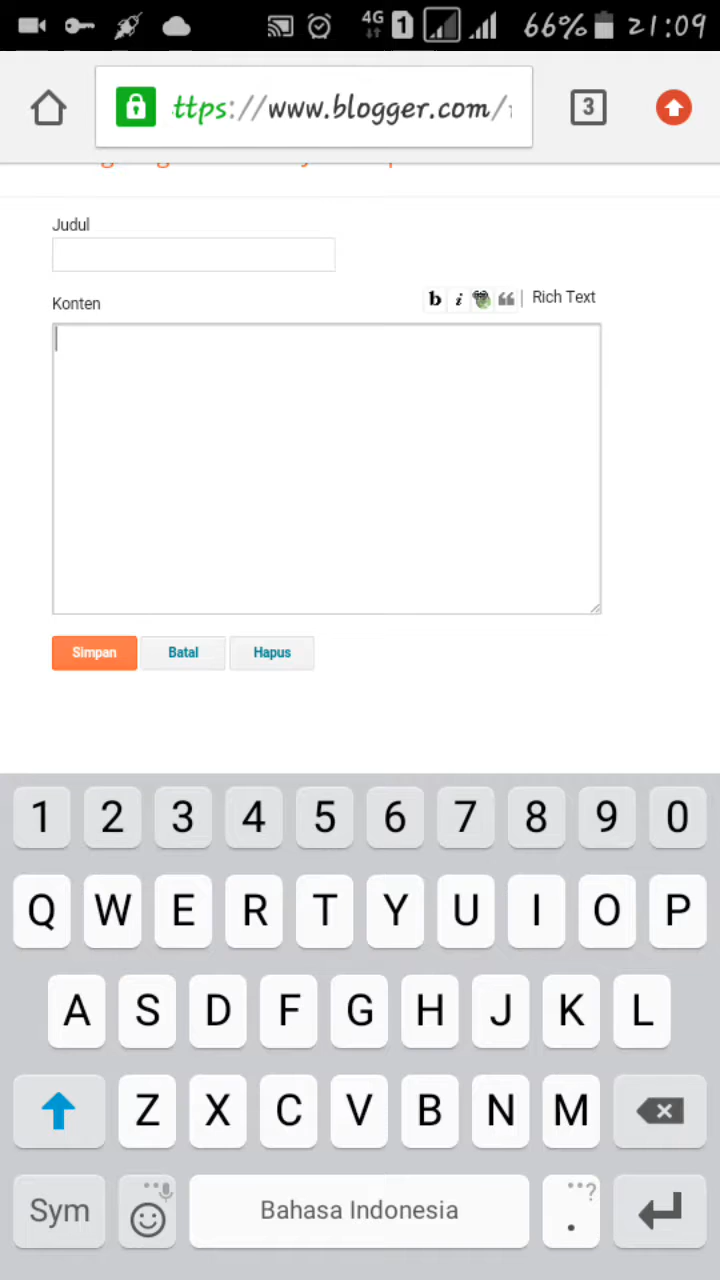 4G 1 66% 21:09
ttps://www.blogger.com/
3
Judul
Konten
b i “ | Rich Text
Simpan Batal Hapus
1 2 3 4 5 6 7 8 9 0
Q W E R T Y U I O P
A S D F G H J K L
Z X C V B N M
Sym Bahasa Indonesia . ?